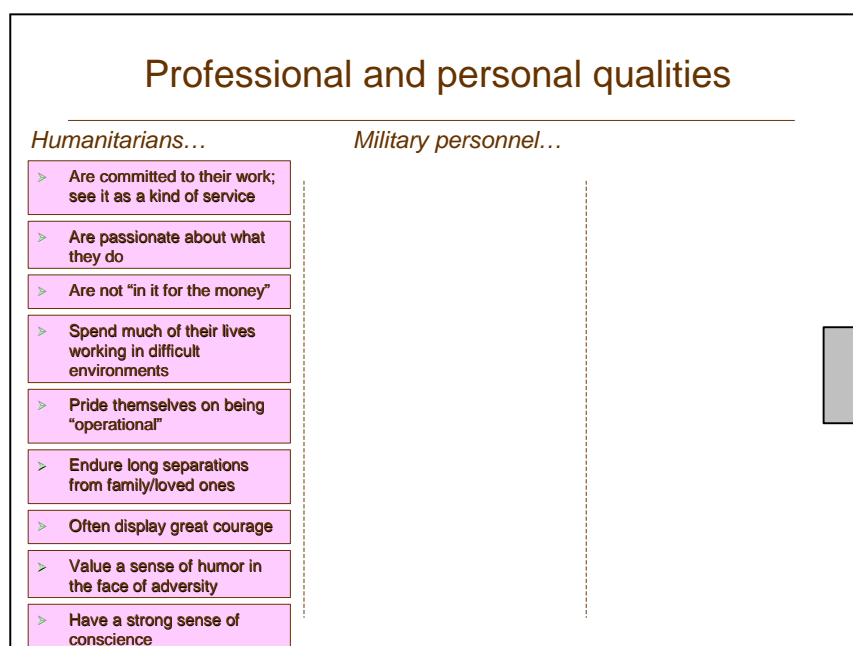 Professional and personal qualities
Humanitarians…
Military personnel…
Are committed to their work;
see it as a kind of service
Are passionate about what
they do
Are not “in it for the money”
Spend much of their lives
working in difficult
environments
Pride themselves on being
“operational”
Endure long separations
from family/loved ones
Often display great courage
Value a sense of humor in
the face of adversity
Have a strong sense of
conscience